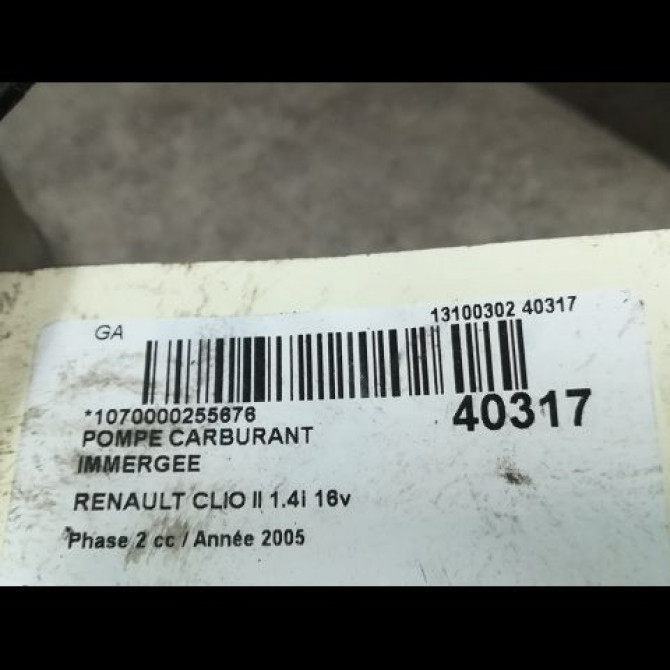 GA
13100302 40317
*1070000255676
40317
POMPE CARBURANT
IMMERGEE
RENAULT CLIO II 1.4i 16v
Phase 2 cc / Année 2005